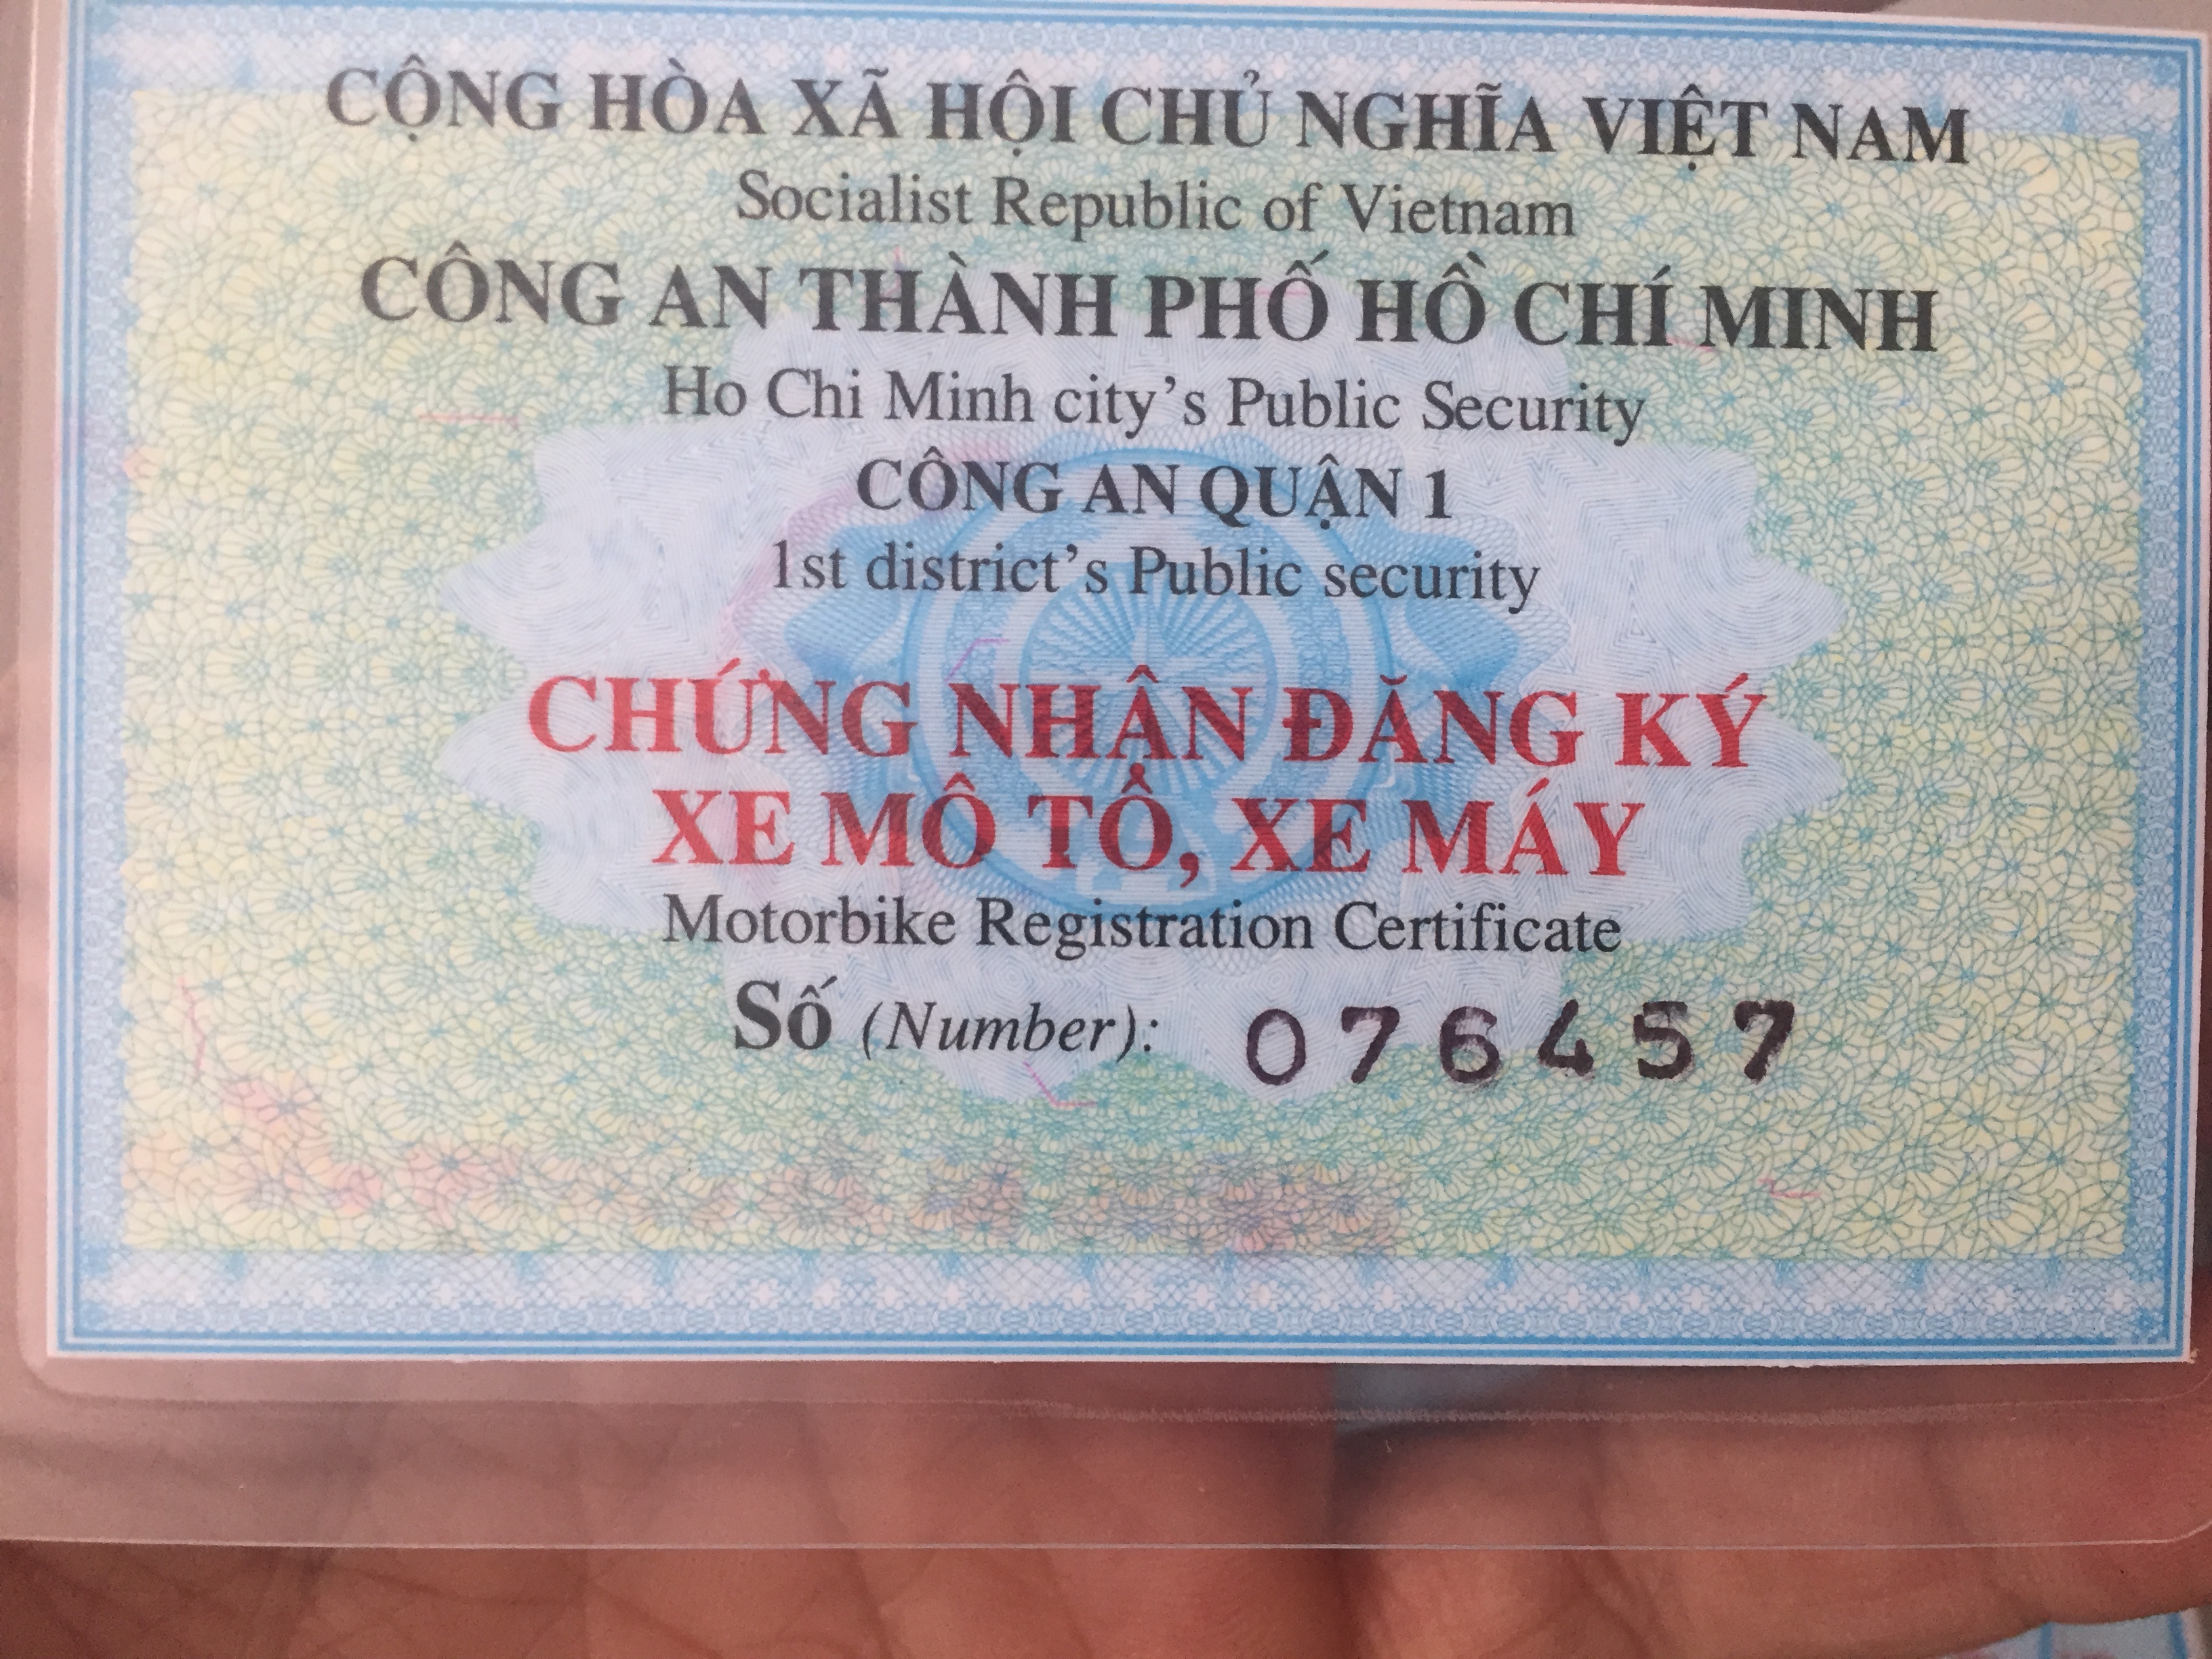 CỘNG HÒA XÃ HỘI CHỦ NGHĨA VIỆT NAM
Socialist Republic of Vietnam
CÔNG AN THÀNH PHỐ HỒ CHÍ MINH
Ho Chi Minh city's Public Security
CÔNG AN QUẬN 1
1st district's Public security
CHỨNG NHẬN ĐĂNG KÝ
XE MÔ TÔ, XE MÁY
Motorbike Registration Certificate
Số (Number): 076457